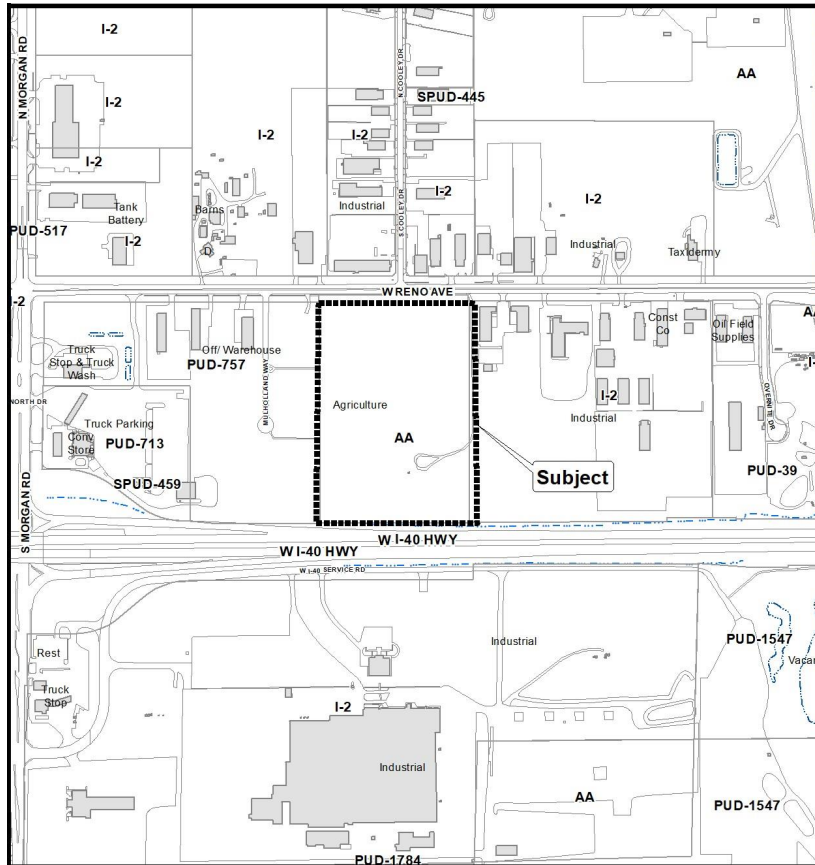 I-2
N MORGAN RD
N COOLEY DR
AA
SPUD-445
I-2
I-2
I-2
I-2
Barns
Industrial
S COOLEY DR
I-2
I-2
Tank
Battery
PUD-517
I-2
Industrial
Taxidermy
W RENO AVE
I-2
Const
Co
Oil Field
Supplies
Truck
Stop & Truck
Wash
Off/ Warehouse
PUD-757
MULHOLLAND WAY
NORTH DR
Agriculture
AA
I-2
Industrial
OVERNITE DR
Truck Parking
Conv
Store
PUD-713
SPUD-459
Subject
PUD-39
S MORGAN RD
W I-40 HWY
W I-40 HWY
W I-40 SERVICE RD
Rest
Industrial
PUD-1547
Truck
Stop
I-2
Industrial
AA
PUD-1547
PUD-1784